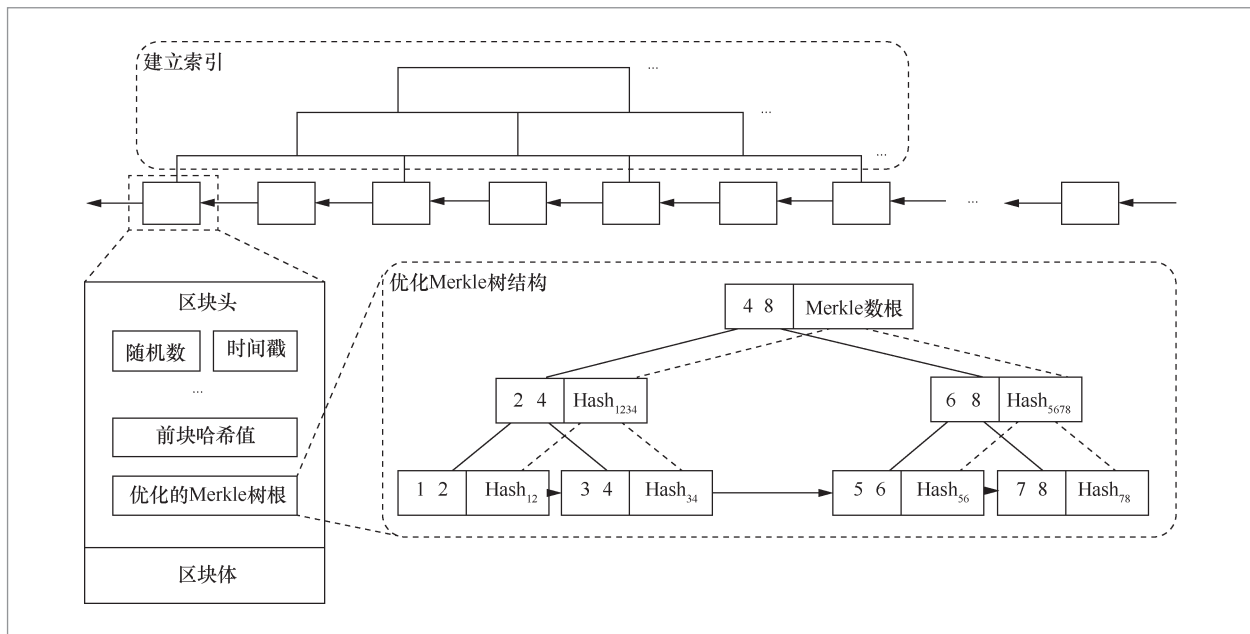 建立索引
...
...
...
...
区块头
随机数
时间戳
...
前块哈希值
优化的Merkle树根
区块体
优化Merkle树结构
4 8 Merkle数根
2 4 Hash1234
6 8 Hash5678
1 2 Hash12
3 4 Hash34
5 6 Hash56
7 8 Hash78